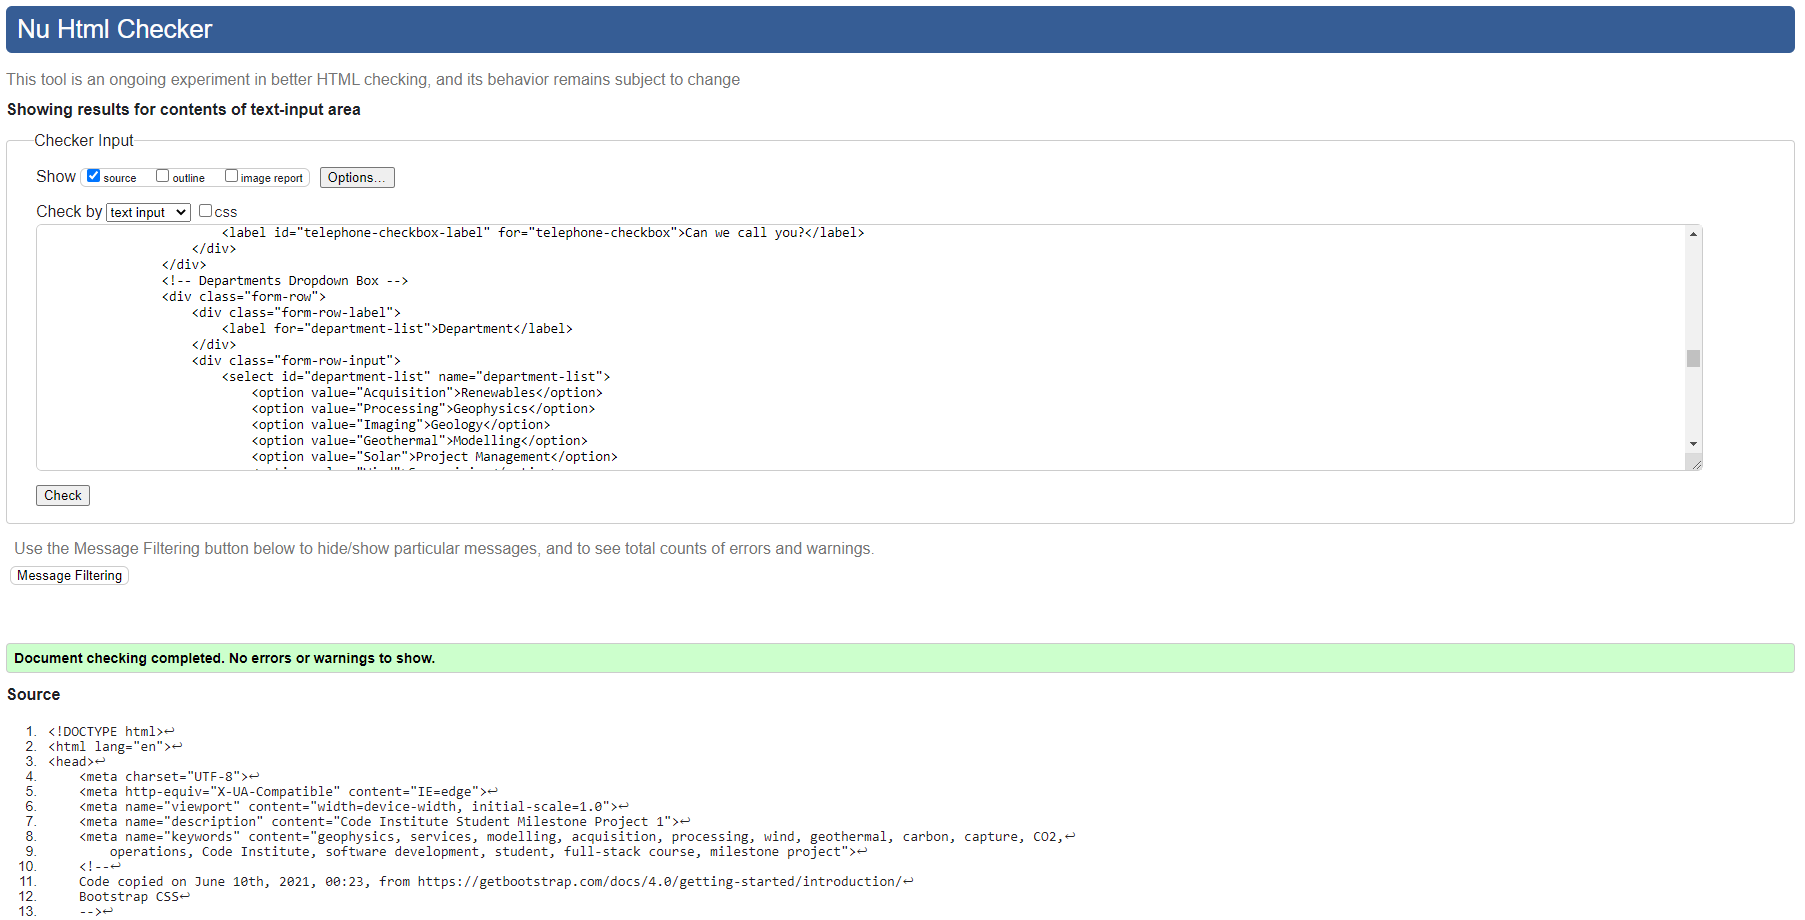 Nu Html Checker
This tool is an ongoing experiment in better HTML checking, and its behavior remains subject to change
Showing results for contents of text-input area
Checker Input
Show source outline image report Options...
Check by text input css
<label id="telephone-checkbox-label" for="telephone-checkbox">Can we call you?</label>
</div>
</div>
<!-- Departments Dropdown Box -->
<div class="form-row">
<div class="form-row-label">
<label for="department-list">Department</label>
</div>
<div class="form-row-input">
<select id="department-list" name="department-list">
<option value="Acquisition">Renewables</option>
<option value="Processing">Geophysics</option>
<option value="Imaging">Geology</option>
<option value="Geothermal">Modelling</option>
<option value="Solar">Project Management</option>
Check
Use the Message Filtering button below to hide/show particular messages, and to see total counts of errors and warnings.
Message Filtering
Document checking completed. No errors or warnings to show.
Source
1. <!DOCTYPE html>↩
2. <html lang="en">↩
3. <head>↩
4. <meta charset="UTF-8">↩
5. <meta http-equiv="X-UA-Compatible" content="IE=edge">↩
6. <meta name="viewport" content="width=device-width, initial-scale=1.0">↩
7. <meta name="description" content="Code Institute Student Milestone Project 1">↩
8. <meta name="keywords" content="geophysics, services, modelling, acquisition, processing, wind, geothermal, carbon, capture, CO2,↩
9. operations, Code Institute, software development, student, full-stack course, milestone project">↩
10. <!--↩
11. Code copied on June 10th, 2021, 00:23, from https://getbootstrap.com/docs/4.0/getting-started/introduction/↩
12. Bootstrap CSS↩
13. -->↩